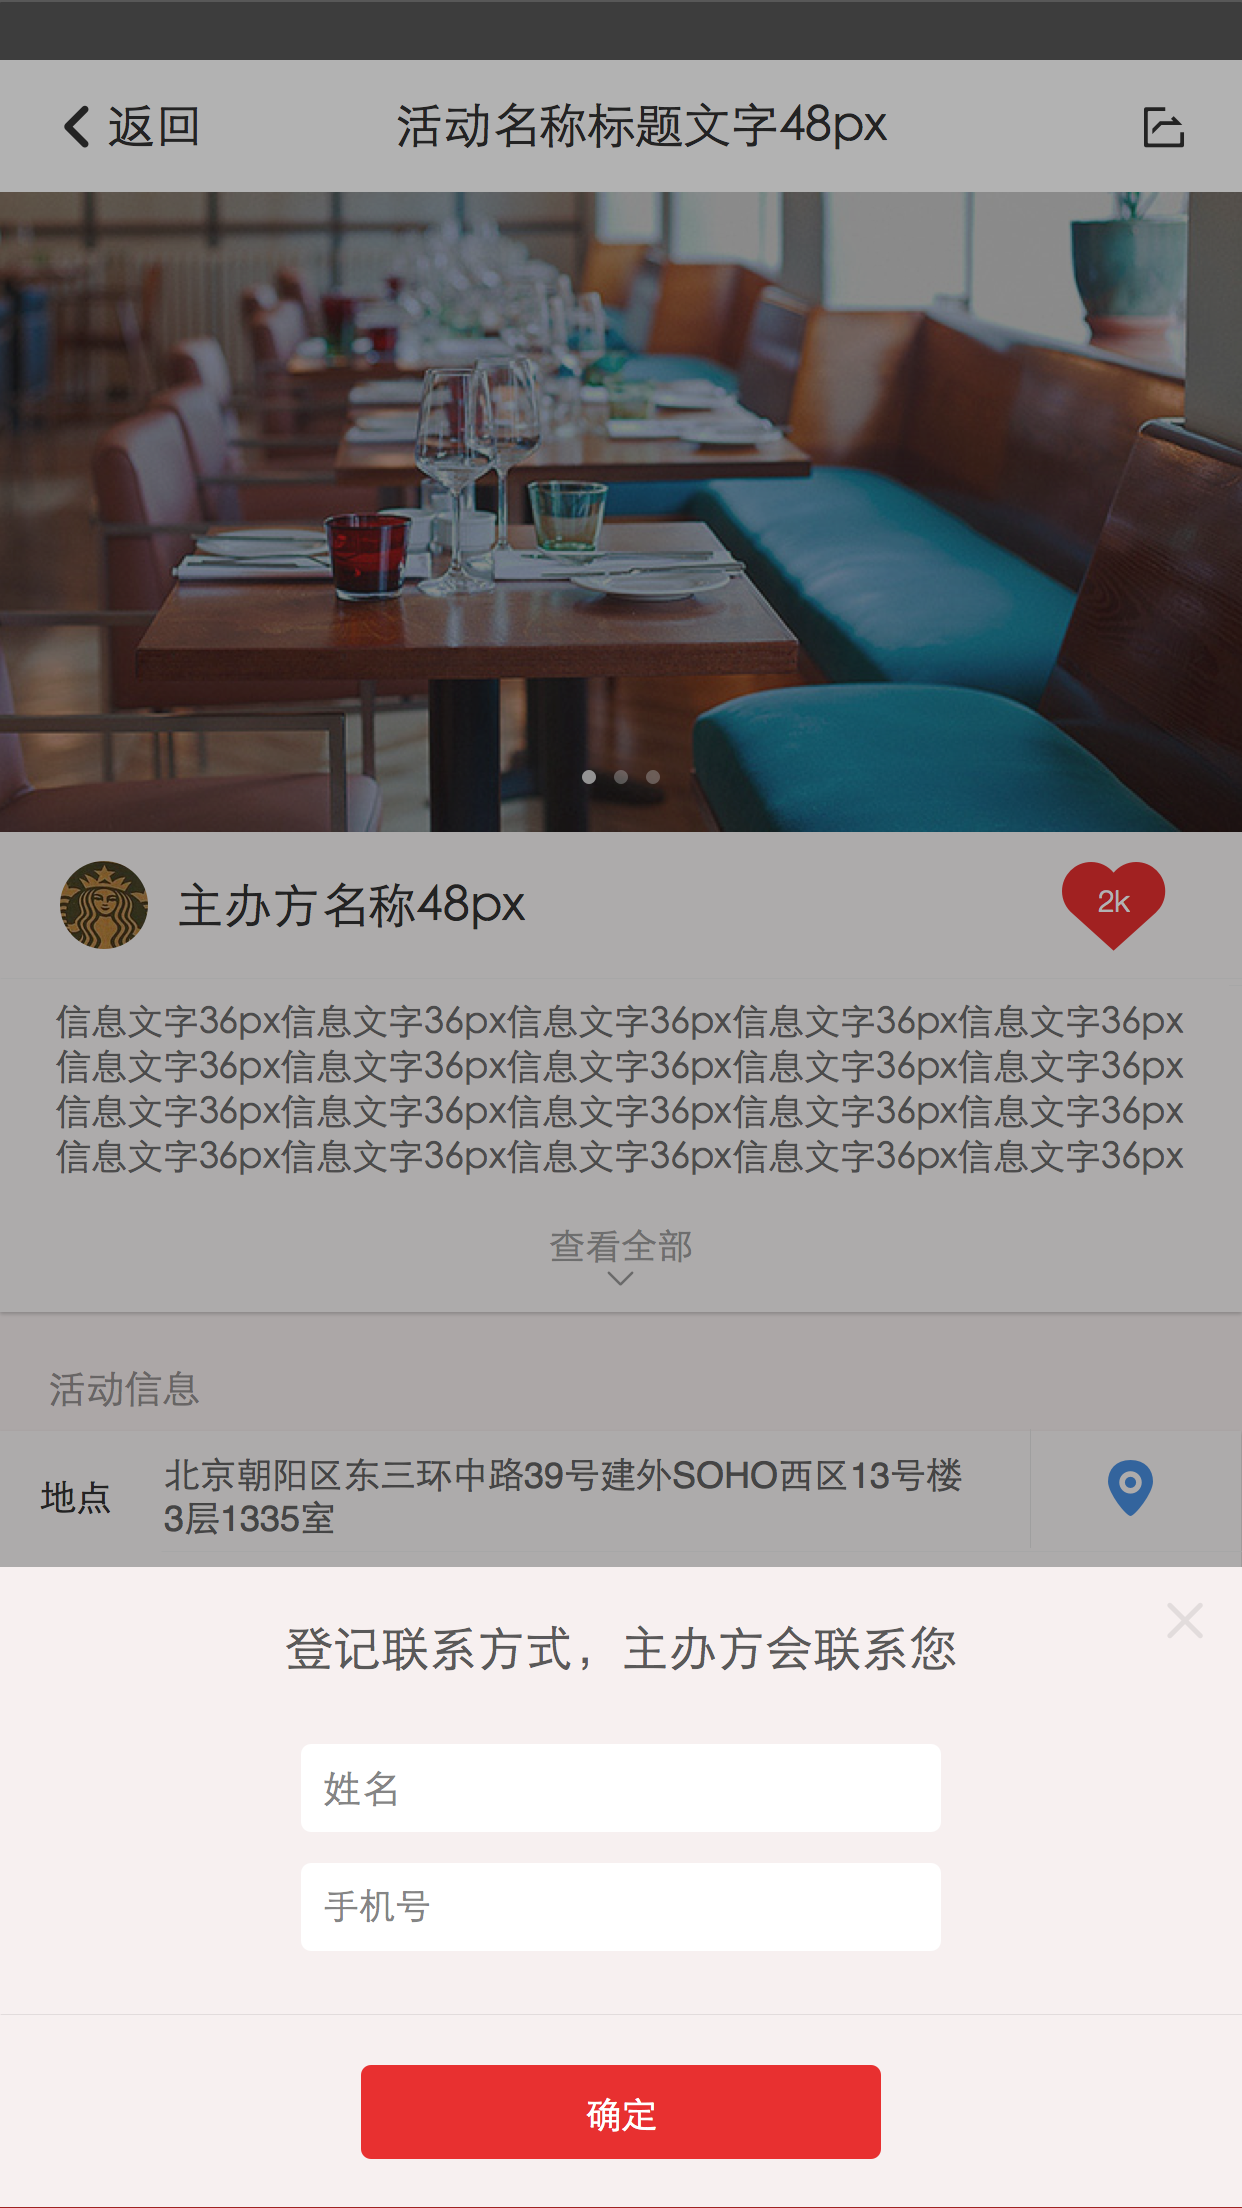 返回
活动名称标题文字48px
主办方名称48px
2k
信息文字36px信息文字36px信息文字36px信息文字36px信息文字36px
信息文字36px信息文字36px信息文字36px信息文字36px信息文字36px
信息文字36px信息文字36px信息文字36px信息文字36px信息文字36px
信息文字36px信息文字36px信息文字36px信息文字36px信息文字36px
查看全部
活动信息
地点
北京朝阳区东三环中路39号建外SOHO西区13号楼
3层1335室
登记联系方式，主办方会联系您
姓名
手机号
确定